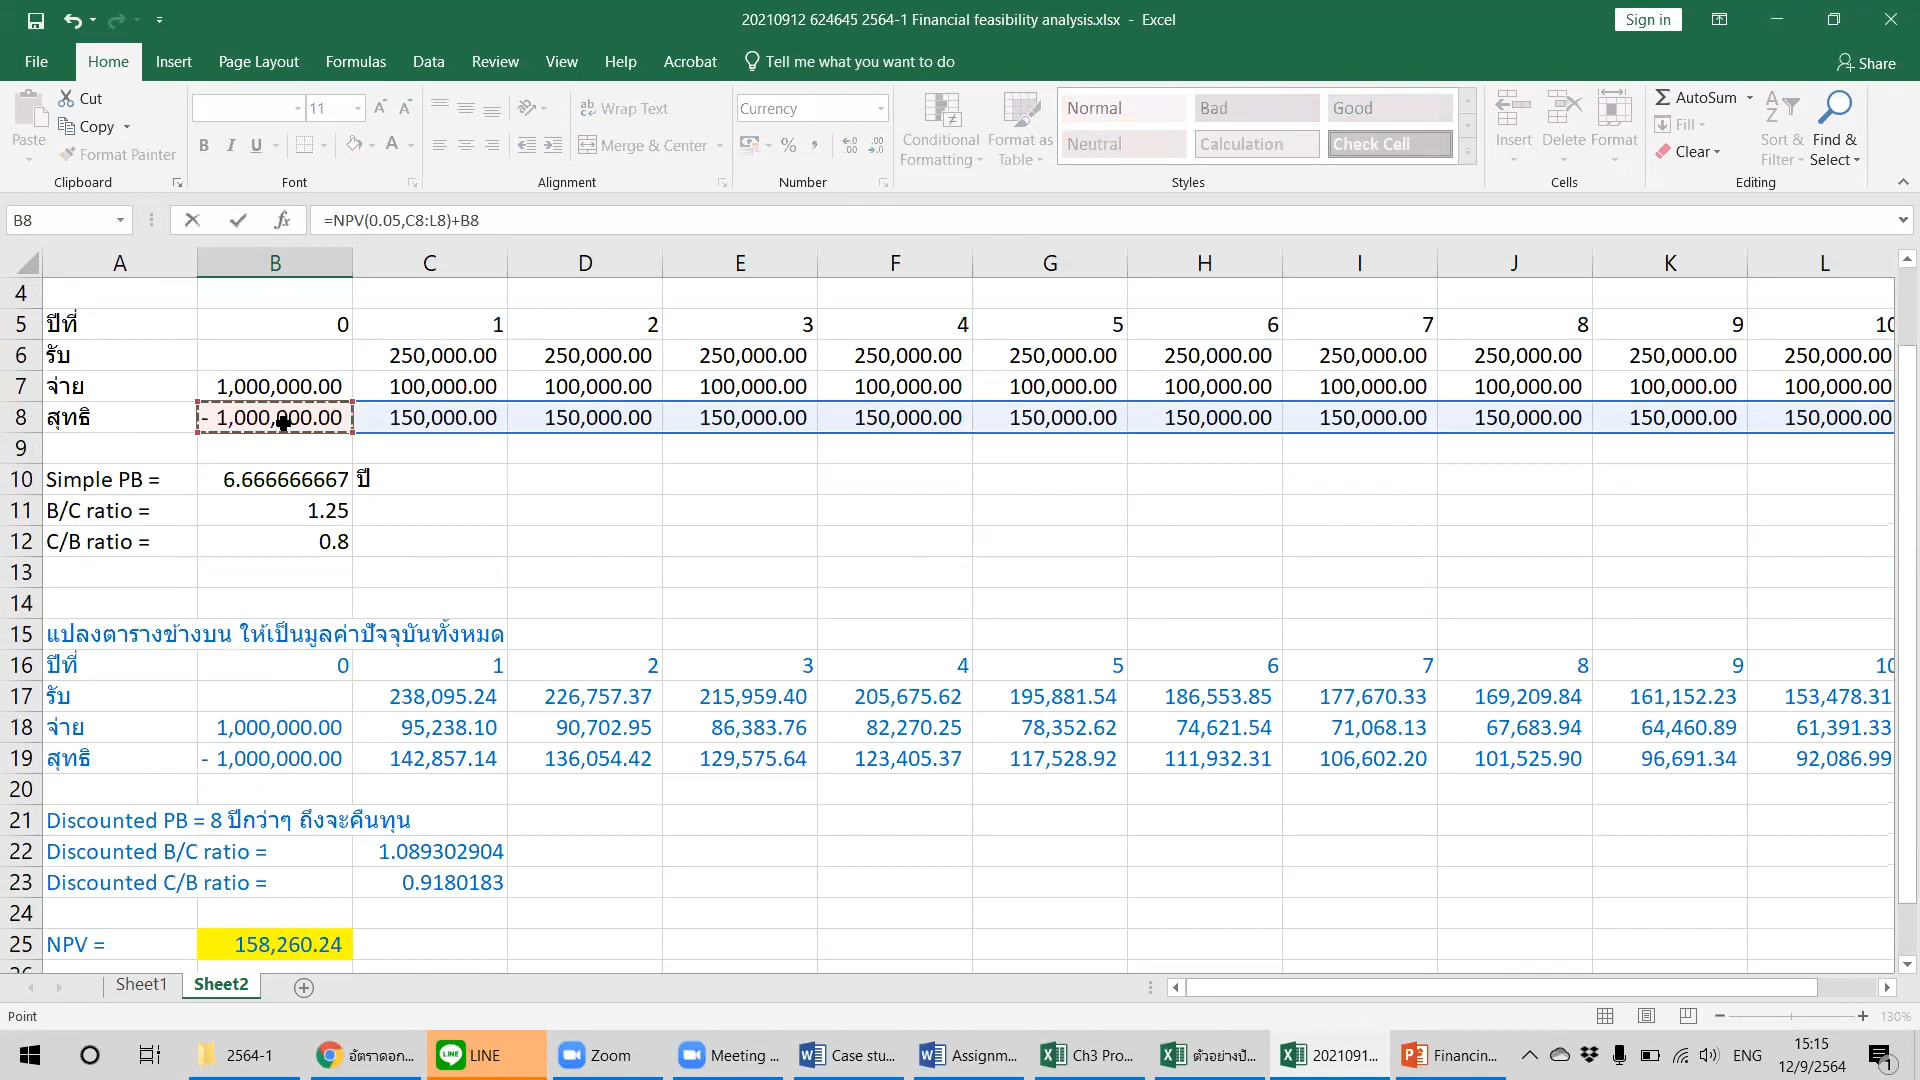 20210912 624645 2564-1 Financial feasibility analysis.xlsx - Excel
Sign in
File Home Insert Page Layout Formulas Data Review View Help Acrobat Tell me what you want to do Share
Cut
Copy
Format Painter
Paste
Clipboard
11
B I U
Font
Wrap Text
Merge & Center
Alignment
Currency
%
Number
Conditional Formatting
Format as Table
Normal Bad Good
Neutral Calculation Check Cell
Styles
Insert Delete Format
Cells
AutoSum
Fill
Clear
Sort & Filter
Find & Select
Editing
B8 fx =NPV(0.05,C8:L8)+B8
A B C D E F G H I J K L
4
5 ปีที่ 0 1 2 3 4 5 6 7 8 9 10
6 รับ 250,000.00 250,000.00 250,000.00 250,000.00 250,000.00 250,000.00 250,000.00 250,000.00 250,000.00 250,000.00
7 จ่าย 1,000,000.00 100,000.00 100,000.00 100,000.00 100,000.00 100,000.00 100,000.00 100,000.00 100,000.00 100,000.00 100,000.00
8 สุทธิ - 1,000,000.00 150,000.00 150,000.00 150,000.00 150,000.00 150,000.00 150,000.00 150,000.00 150,000.00 150,000.00 150,000.00
9
10 Simple PB = 6.666666667 ปี
11 B/C ratio = 1.25
12 C/B ratio = 0.8
13
14
15 แปลงตารางข้างบน ให้เป็นมูลค่าปัจจุบันทั้งหมด
16 ปีที่ 0 1 2 3 4 5 6 7 8 9 10
17 รับ 238,095.24 226,757.37 215,959.40 205,675.62 195,881.54 186,553.85 177,670.33 169,209.84 161,152.23 153,478.31
18 จ่าย 1,000,000.00 95,238.10 90,702.95 86,383.76 82,270.25 78,352.62 74,621.54 71,068.13 67,683.94 64,460.89 61,391.33
19 สุทธิ - 1,000,000.00 142,857.14 136,054.42 129,575.64 123,405.37 117,528.92 111,932.31 106,602.20 101,525.90 96,691.34 92,086.99
20
21 Discounted PB = 8 ปีกว่าๆ ถึงจะคืนทุน
22 Discounted B/C ratio = 1.089302904
23 Discounted C/B ratio = 0.9180183
24
25 NPV = 158,260.24
Sheet1 Sheet2
Point
130%
2564-1 อัตราดอก... LINE Zoom Meeting ... Case stu... Assignm... Ch3 Pro... ตัวอย่างปั... 2021091... Financin... ENG
15:15
12/9/2564
1